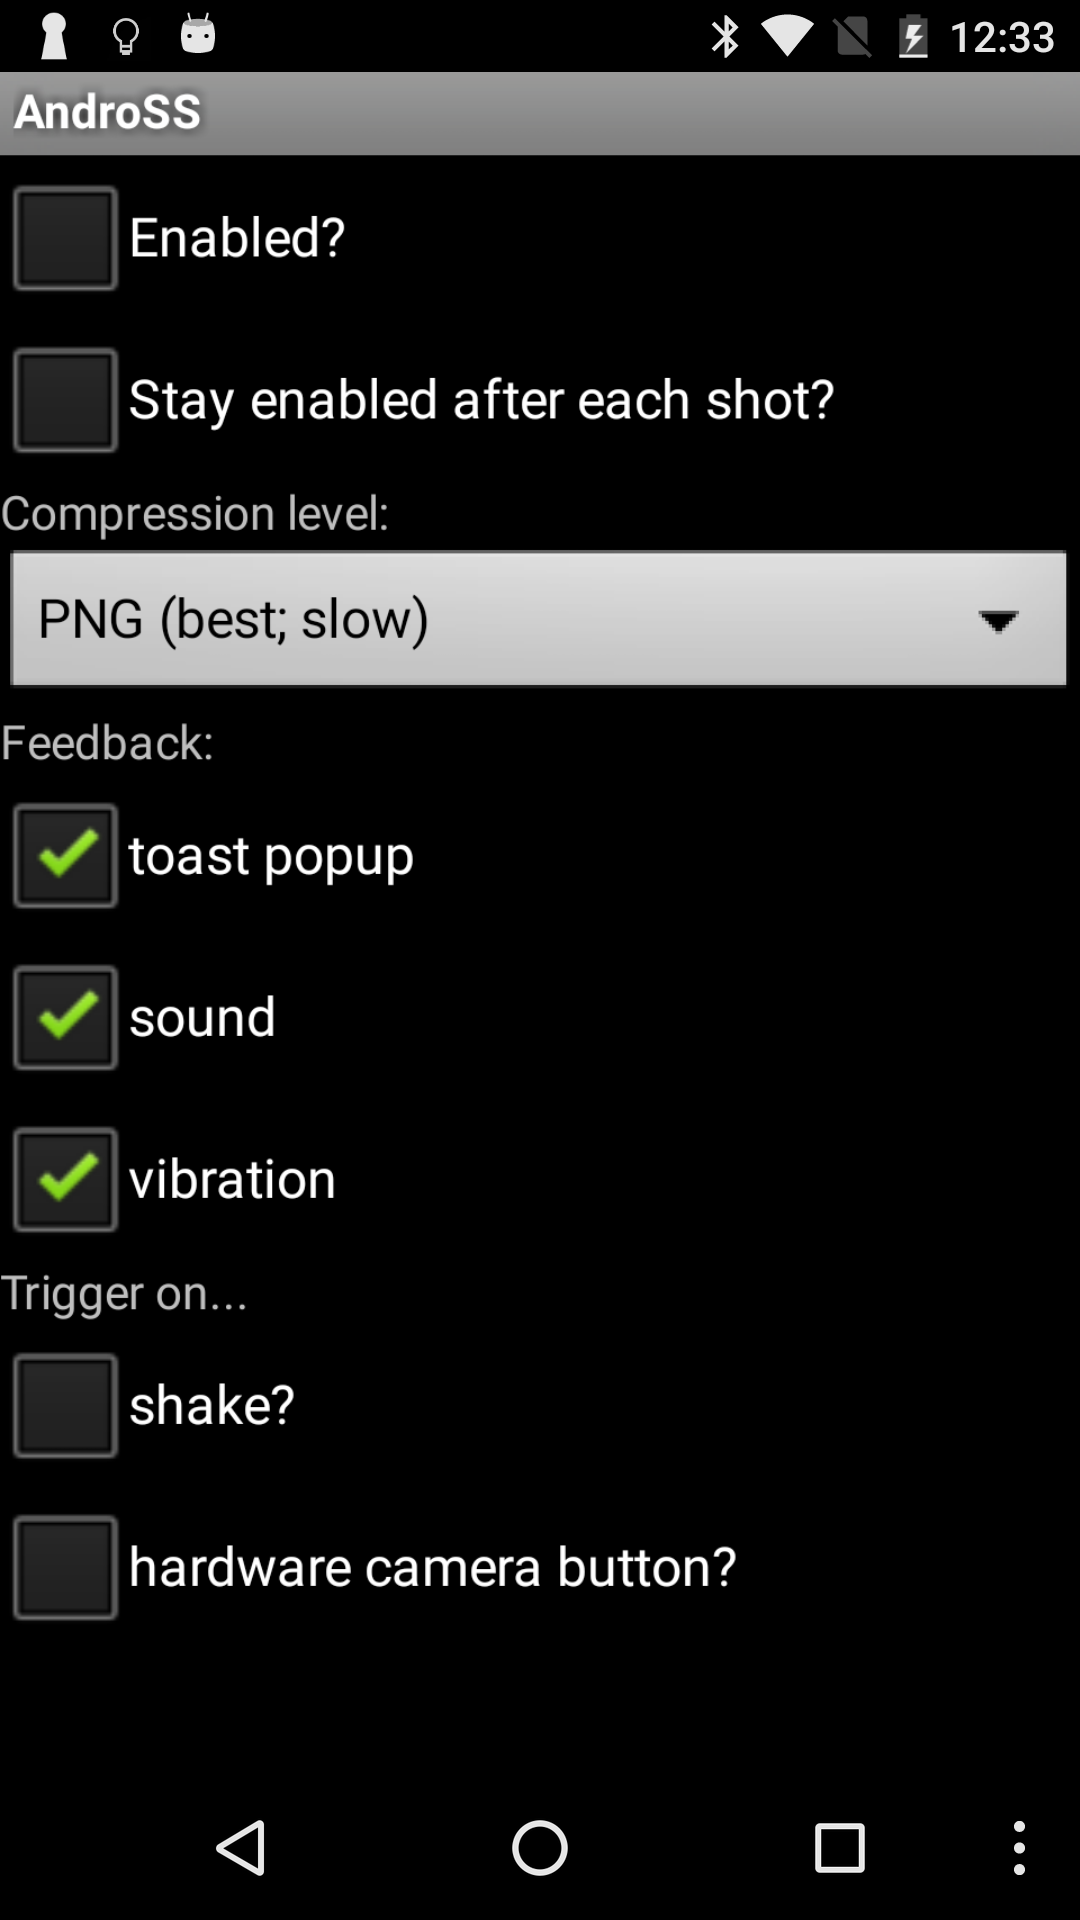 12:33
AndroSS
Enabled?
Stay enabled after each shot?
Compression level:
PNG (best; slow)
Feedback:
toast popup
sound
vibration
Trigger on...
shake?
hardware camera button?